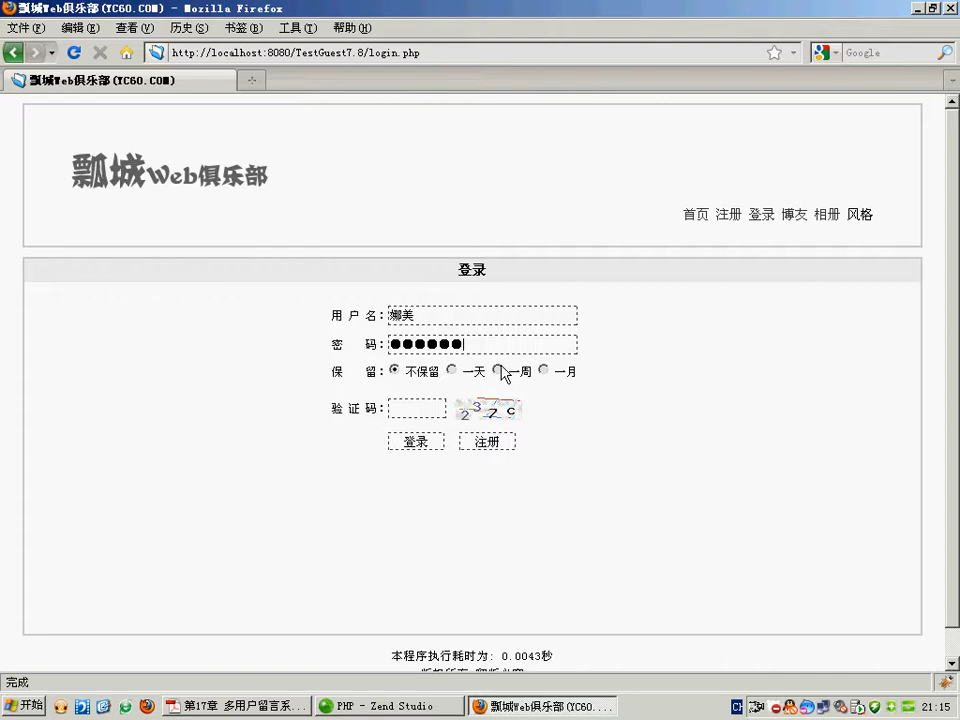 瓢城Web俱乐部(YC60.COM) - Mozilla Firefox
文件(F) 编辑(E) 查看(V) 历史(S) 书签(B) 工具(T) 帮助(H)
http://localhost:8080/TestGuest7.8/login.php
Google
瓢城Web俱乐部(YC60.COM)
瓢城Web俱乐部
首页 注册 登录 博友 相册 风格
登录
用 户 名: 娜美
密 码: ●●●●●●
保 留: 不保留 一天 一周 一月
验 证 码: 237c
登录 注册
本程序执行耗时为: 0.0043秒
完成
开始 第17章 多用户留言系... PHP - Zend Studio 瓢城Web俱乐部(YC60.... CH 21:15